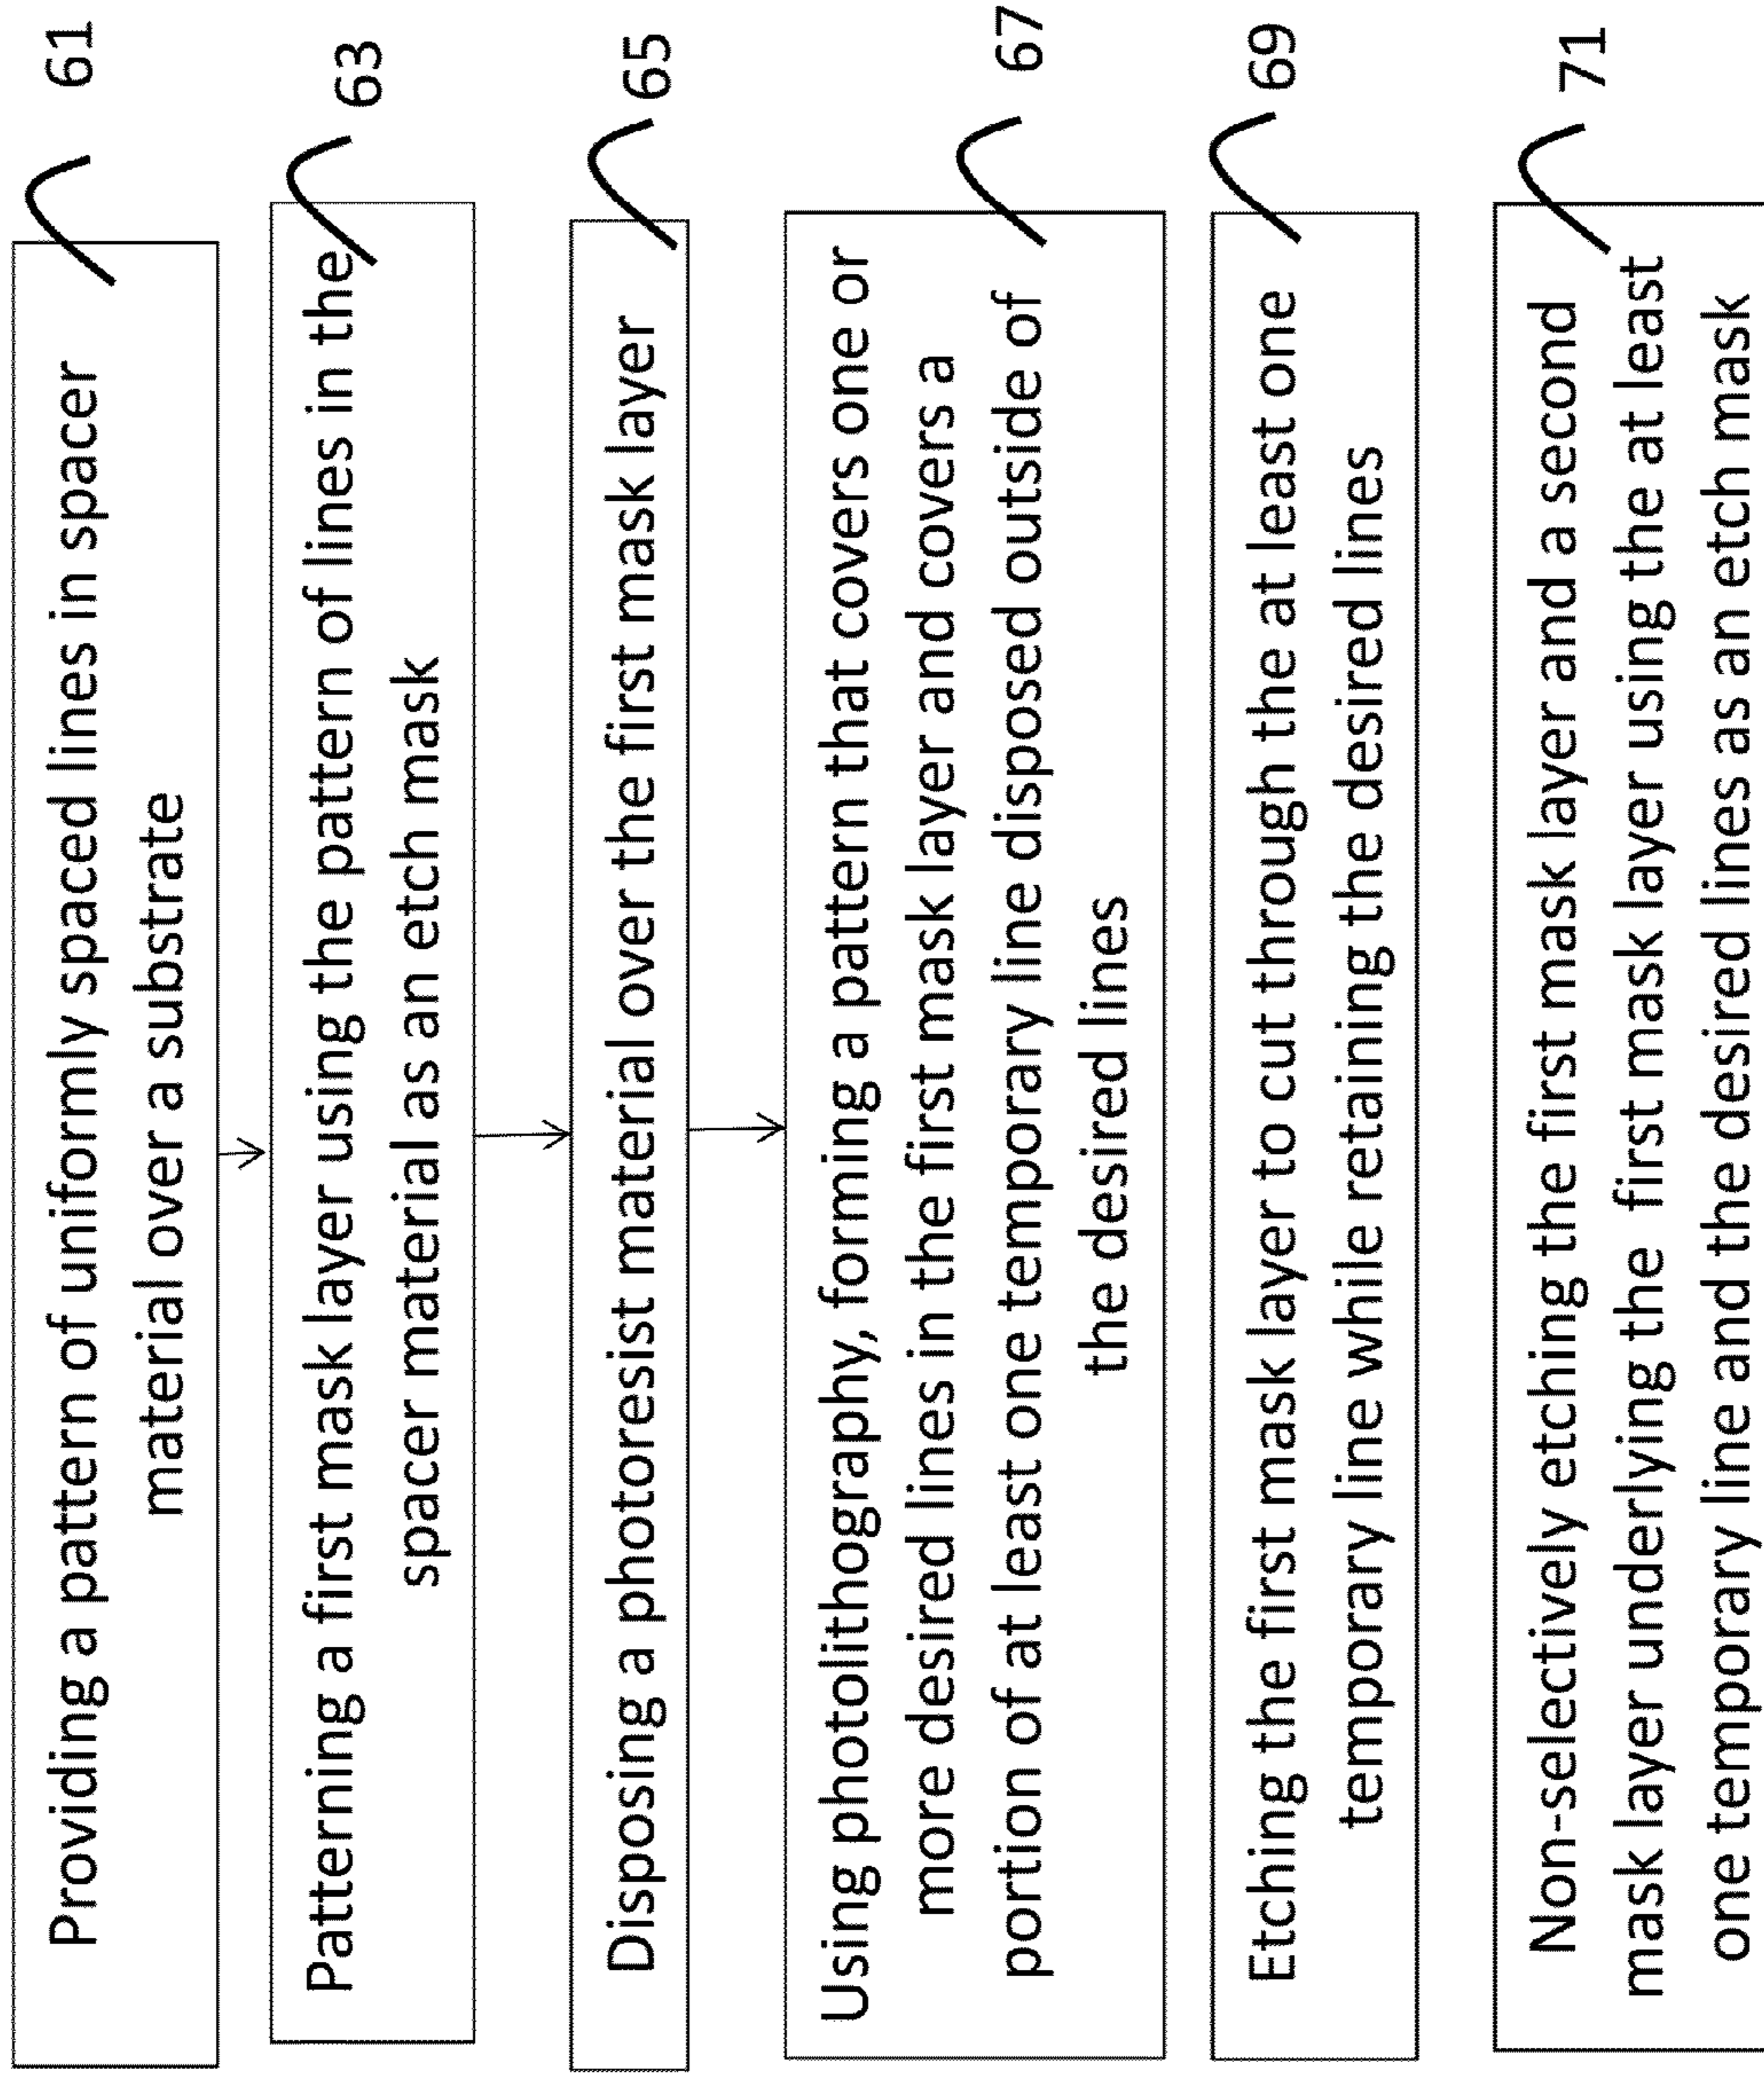 Providing a pattern of uniformly spaced lines in spacer
material over a substrate
61
Patterning a first mask layer using the pattern of lines in the
spacer material as an etch mask
63
Disposing a photoresist material over the first mask layer
65
Using photolithography, forming a pattern that covers one or
more desired lines in the first mask layer and covers a
portion of at least one temporary line disposed outside of
the desired lines
67
Etching the first mask layer to cut through the at least one
temporary line while retaining the desired lines
69
Non-selectively etching the first mask layer and a second
mask layer underlying the first mask layer using the at least
one temporary line and the desired lines as an etch mask
71